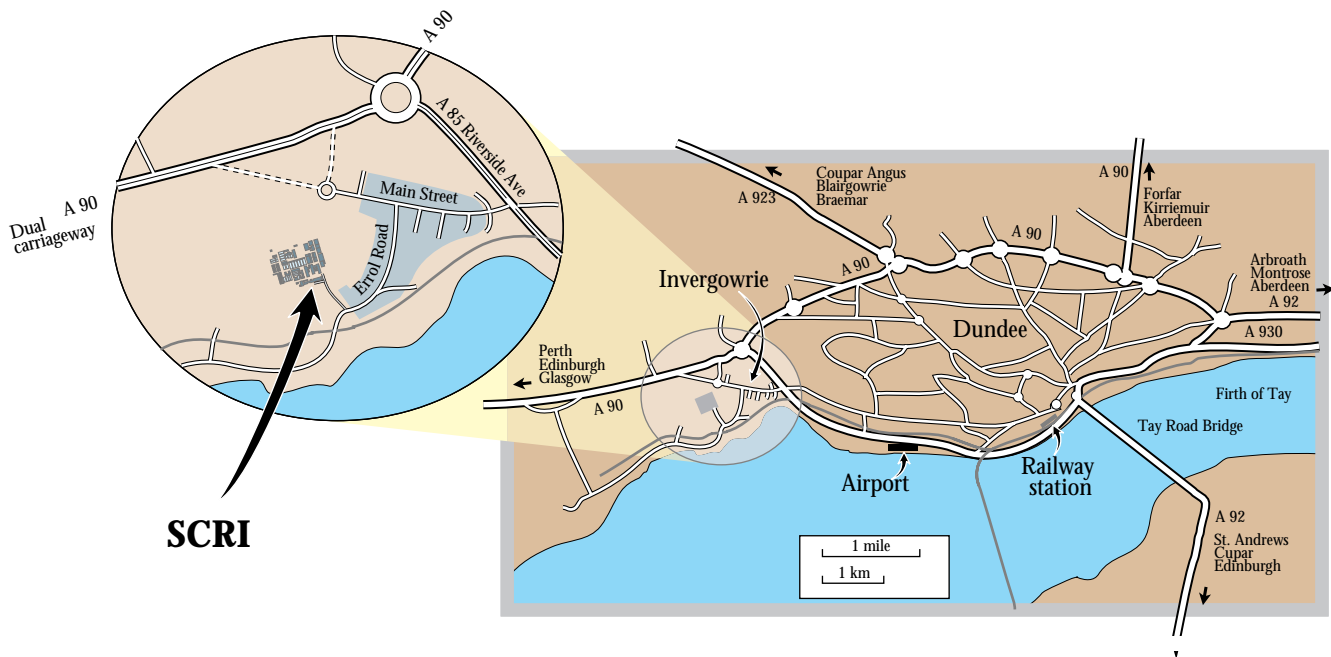 A 90
A 85 Riverside Ave
Main Street
Errol Road
A 90
Dual
carriageway
SCRI
A 923
Coupar Angus
Blairgowrie
Braemar
A 90
Forfar
Kirriemuir
Aberdeen
A 90
A 90
Arbroath
Montrose
Aberdeen
A 92
A 930
Invergowrie
Dundee
Perth
Edinburgh
Glasgow
A 90
Firth of Tay
Tay Road Bridge
Airport
Railway
station
A 92
St. Andrews
Cupar
Edinburgh
1 mile
1 km